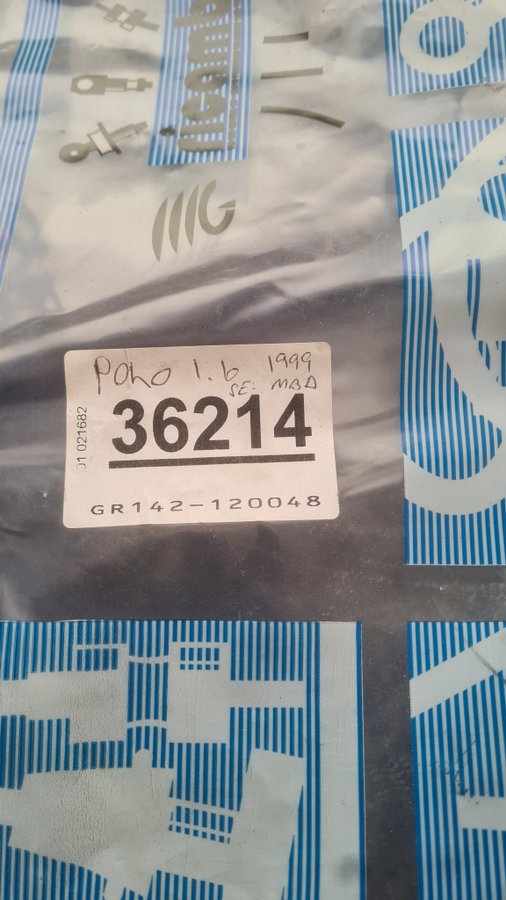 POLO 1.6 1999
SE: MBD
01 021682
36214
GR142-120048